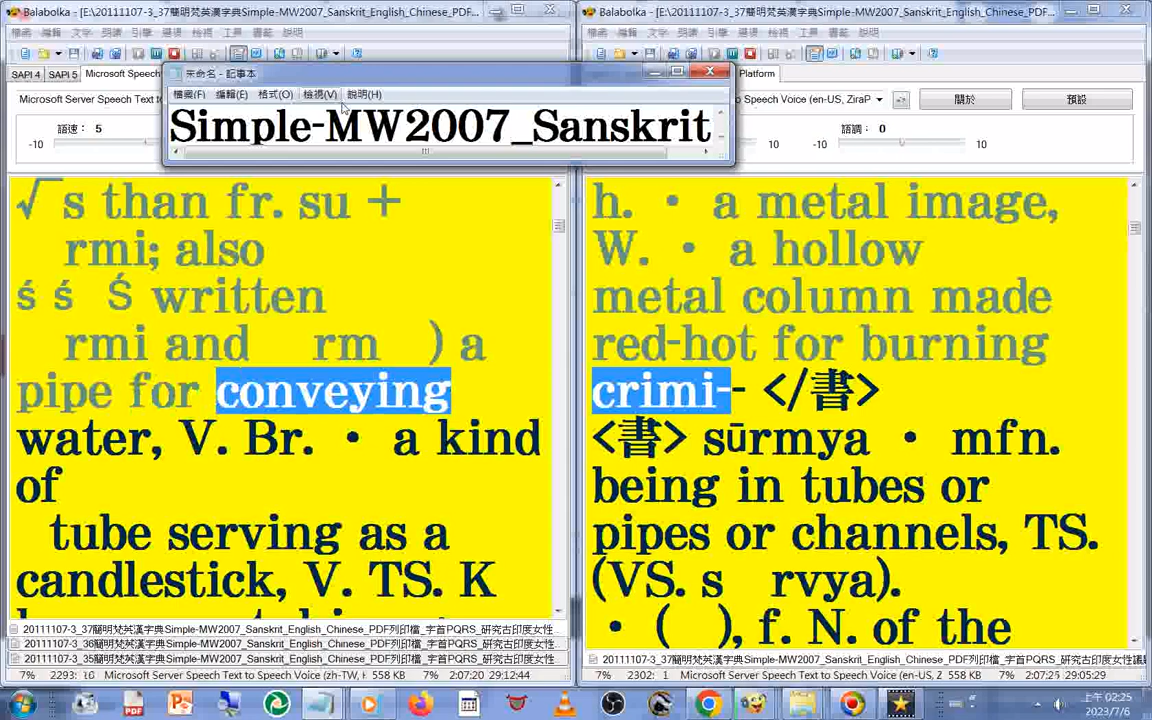 Balabolka - [E:\20111107-3_37簡明梵英漢字典Simple-MW2007_Sanskrit_English_Chinese_PDF...
Balabolka - [E:\20111107-3_37簡明梵英漢字典Simple-MW2007_Sanskrit_English_Chinese_PDF...
SAPI 4 SAPI 5 Microsoft Speech
Platform
未命名 - 記事本
檔案(F) 編輯(E) 格式(O) 檢視(V) 說明(H)
Simple-MW2007_Sanskrit
Microsoft Server Speech Text to
Speech Voice (en-US, ZiraP
關於
預設
語速: 5
-10
語調: 0
10 -10 10
√ s than fr. su +
rmi; also
ś ś Ś written
rmi and rm ) a
pipe for conveying
water, V. Br. • a kind
of
tube serving as a
candlestick, V. TS. K
h. • a metal image,
W. • a hollow
metal column made
red-hot for burning
crimi-- </書>
<書> sūrmya • mfn.
being in tubes or
pipes or channels, TS.
(VS. s rvya).
• ( ), f. N. of the
20111107-3_37簡明梵英漢字典Simple-MW2007_Sanskrit_English_Chinese_PDF列印檔_字首PQRS_研究古印度女性
20111107-3_36簡明梵英漢字典Simple-MW2007_Sanskrit_English_Chinese_PDF列印檔_字首PQRS_研究古印度女性
20111107-3_35簡明梵英漢字典Simple-MW2007_Sanskrit_English_Chinese_PDF列印檔_字首PQRS_研究古印度女性
20111107-3_37簡明梵英漢字典Simple-MW2007_Sanskrit_English_Chinese_PDF列印檔_字首PQRS_研究古印度女性
7% 2293: 16 Microsoft Server Speech Text to Speech Voice (zh-TW, 558 KB 7% 2:07:20 29:12:44
7% 2302: 1 Microsoft Server Speech Text to Speech Voice (en-US, 558 KB 7% 29:05:29
上午 02:25
2023/7/6